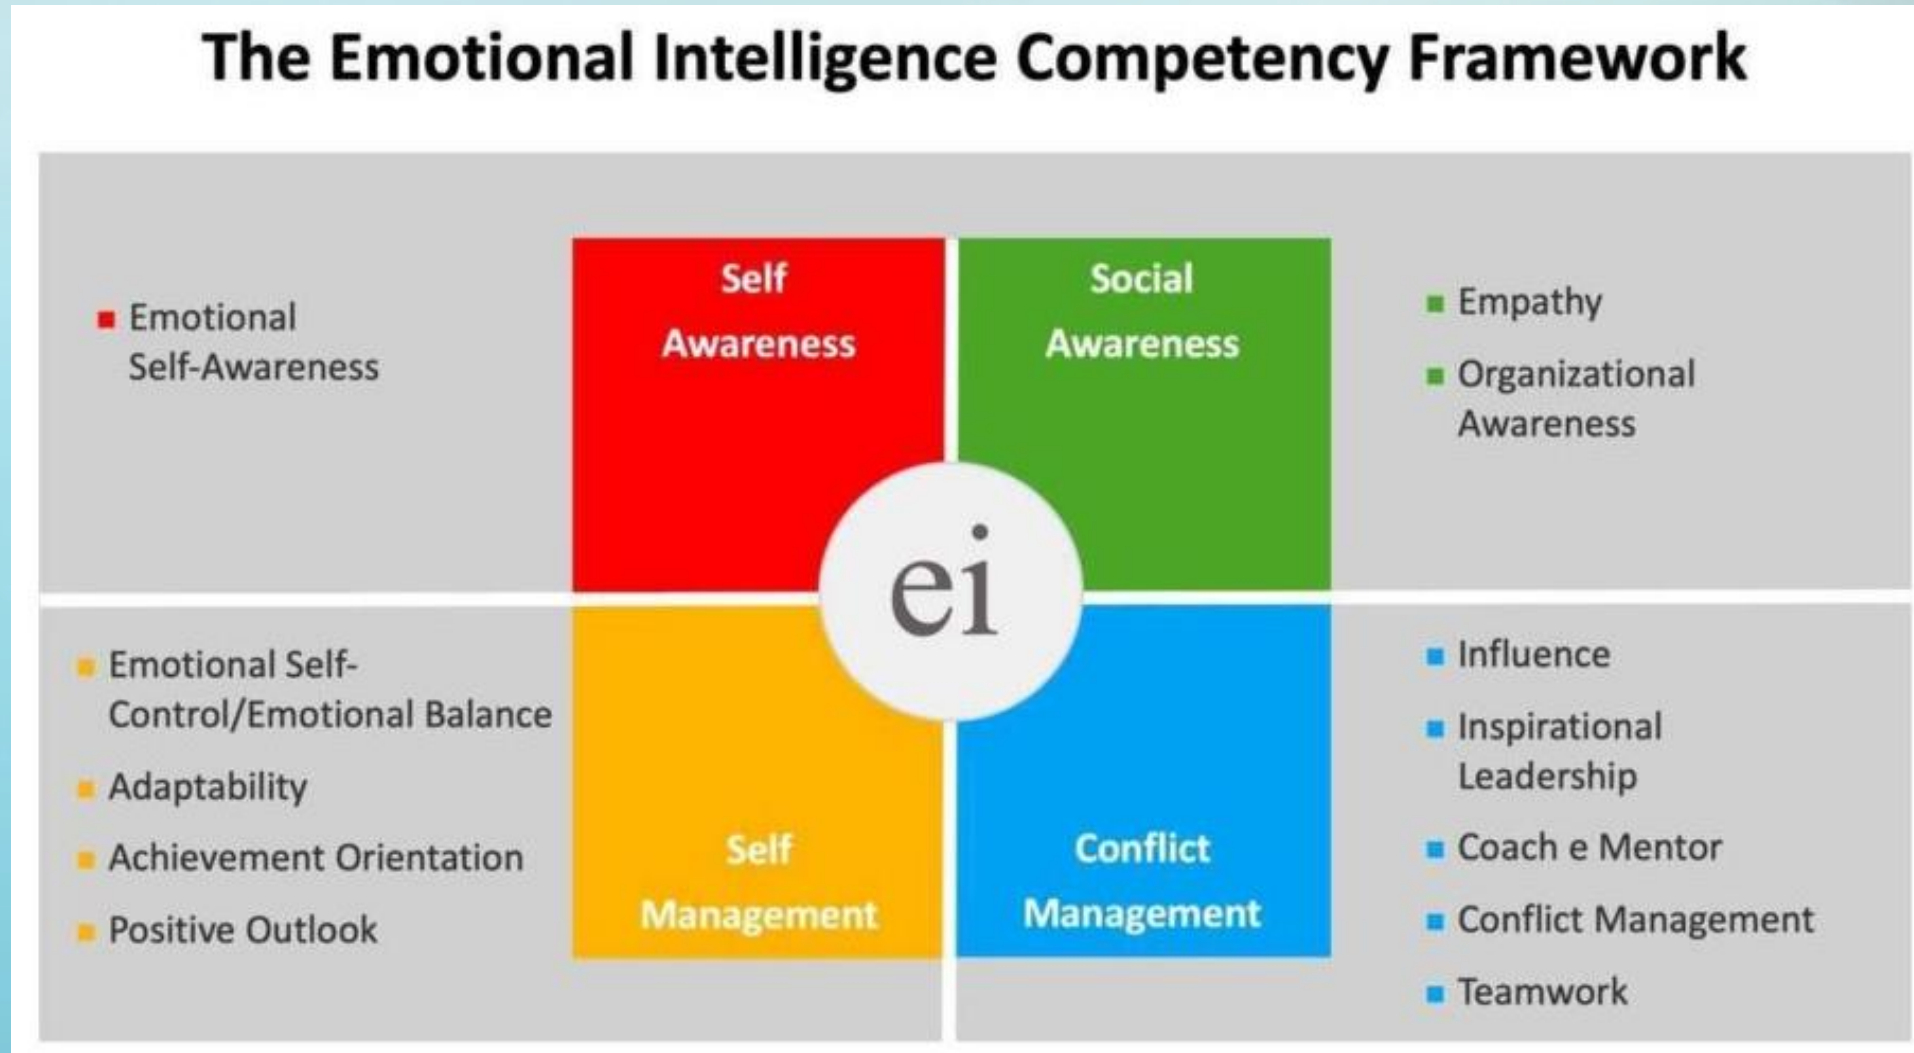 The Emotional Intelligence Competency Framework
Emotional
Self-Awareness
Self
Awareness
Social
Awareness
Empathy
Organizational
Awareness
ei
Emotional Self-
Control/Emotional Balance
Adaptability
Achievement Orientation
Positive Outlook
Self
Management
Conflict
Management
Influence
Inspirational
Leadership
Coach e Mentor
Conflict Management
Teamwork